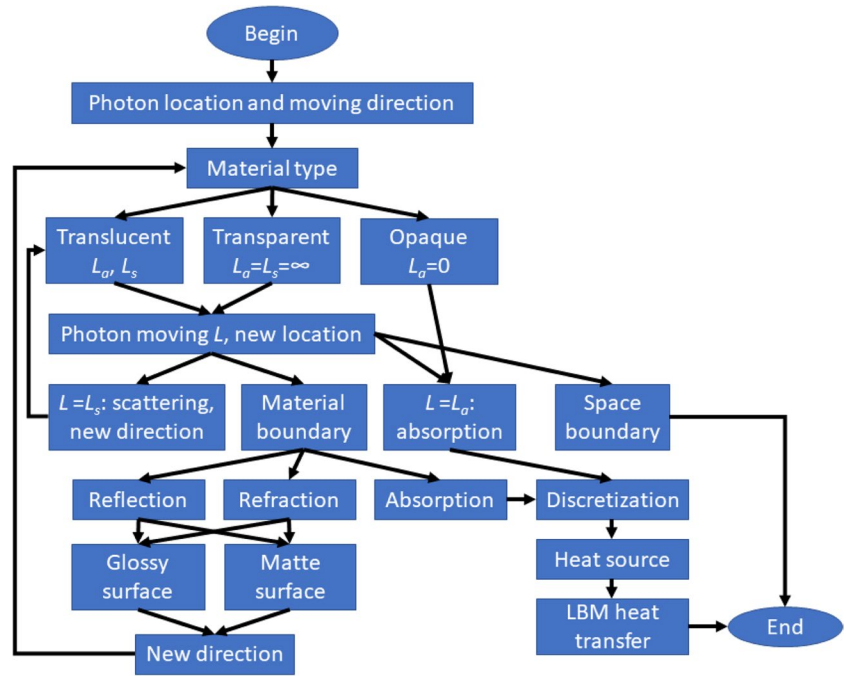 Begin
Photon location and moving direction
Material type
Translucent
Lₐ, Lₛ
Transparent
Lₐ=Lₛ=∞
Opaque
Lₐ=0
Photon moving L, new location
L =Lₛ: scattering,
new direction
Material
boundary
L =Lₐ:
absorption
Space
boundary
Reflection
Refraction
Absorption
Discretization
Glossy
surface
Matte
surface
Heat source
LBM heat
transfer
End
New direction